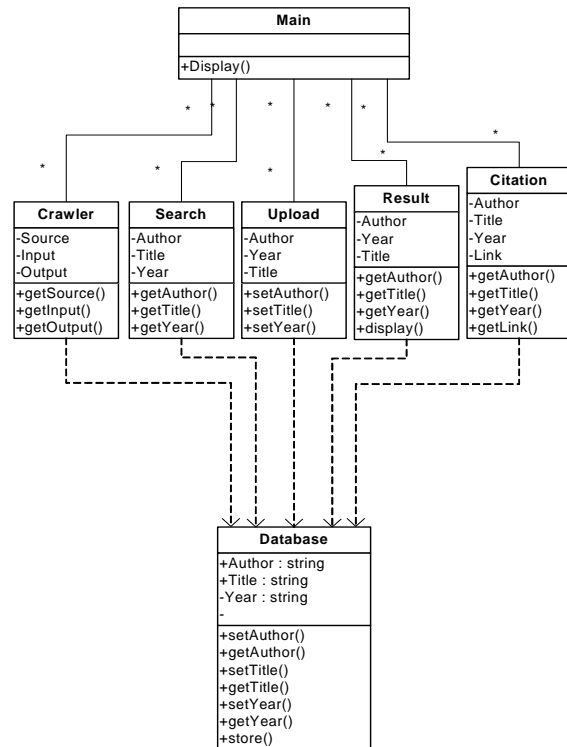 Main
+Display()
*
*
*
*
*
*
*
*
*
*
Crawler
-Source
-Input
-Output
+getSource()
+getInput()
+getOutput()
Search
-Author
-Title
-Year
+getAuthor()
+getTitle()
+getYear()
Upload
-Author
-Year
-Title
+setAuthor()
+setTitle()
+setYear()
Result
-Author
-Year
-Title
+getAuthor()
+getTitle()
+getYear()
+display()
Citation
-Author
-Title
-Year
-Link
+getAuthor()
+getTitle()
+getYear()
+getLink()
Database
+Author : string
+Title : string
-Year : string
-
+setAuthor()
+getAuthor()
+setTitle()
+getTitle()
+setYear()
+getYear()
+store()